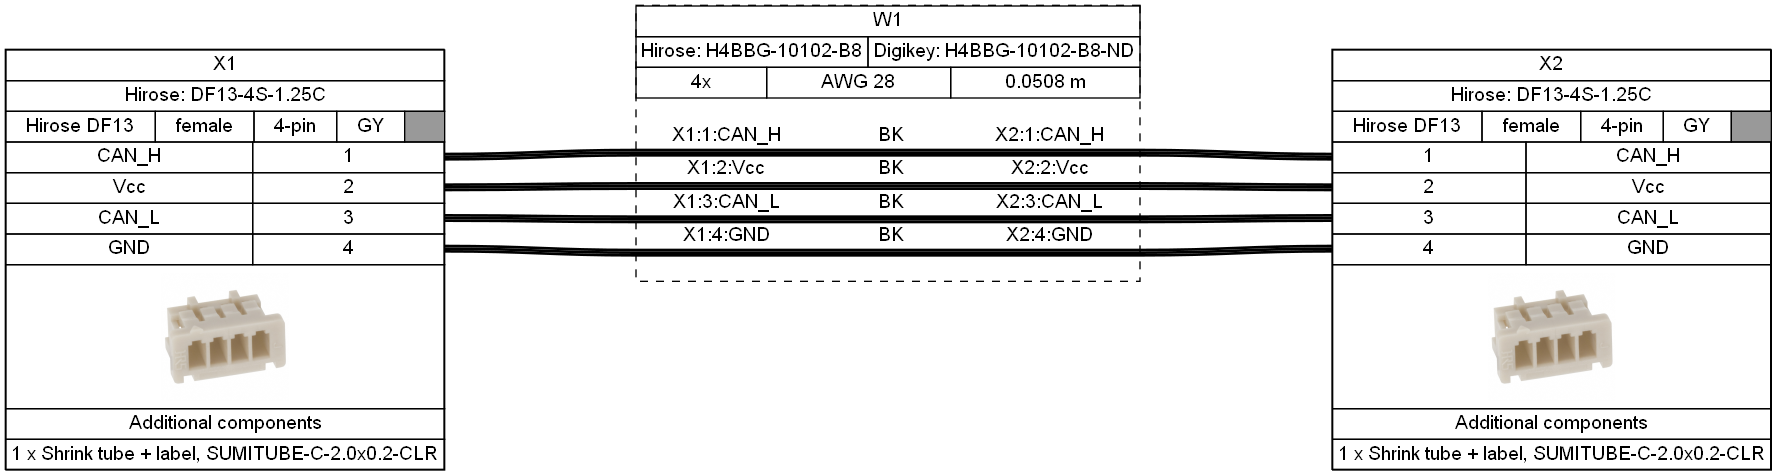 X1
Hirose: DF13-4S-1.25C
Hirose DF13 female 4-pin GY
CAN_H 1
Vcc 2
CAN_L 3
GND 4
Additional components
1 x Shrink tube + label, SUMITUBE-C-2.0x0.2-CLR
W1
Hirose: H4BBG-10102-B8 Digikey: H4BBG-10102-B8-ND
4x AWG 28 0.0508 m
X1:1:CAN_H BK X2:1:CAN_H
X1:2:Vcc BK X2:2:Vcc
X1:3:CAN_L BK X2:3:CAN_L
X1:4:GND BK X2:4:GND
X2
Hirose: DF13-4S-1.25C
Hirose DF13 female 4-pin GY
1 CAN_H
2 Vcc
3 CAN_L
4 GND
Additional components
1 x Shrink tube + label, SUMITUBE-C-2.0x0.2-CLR